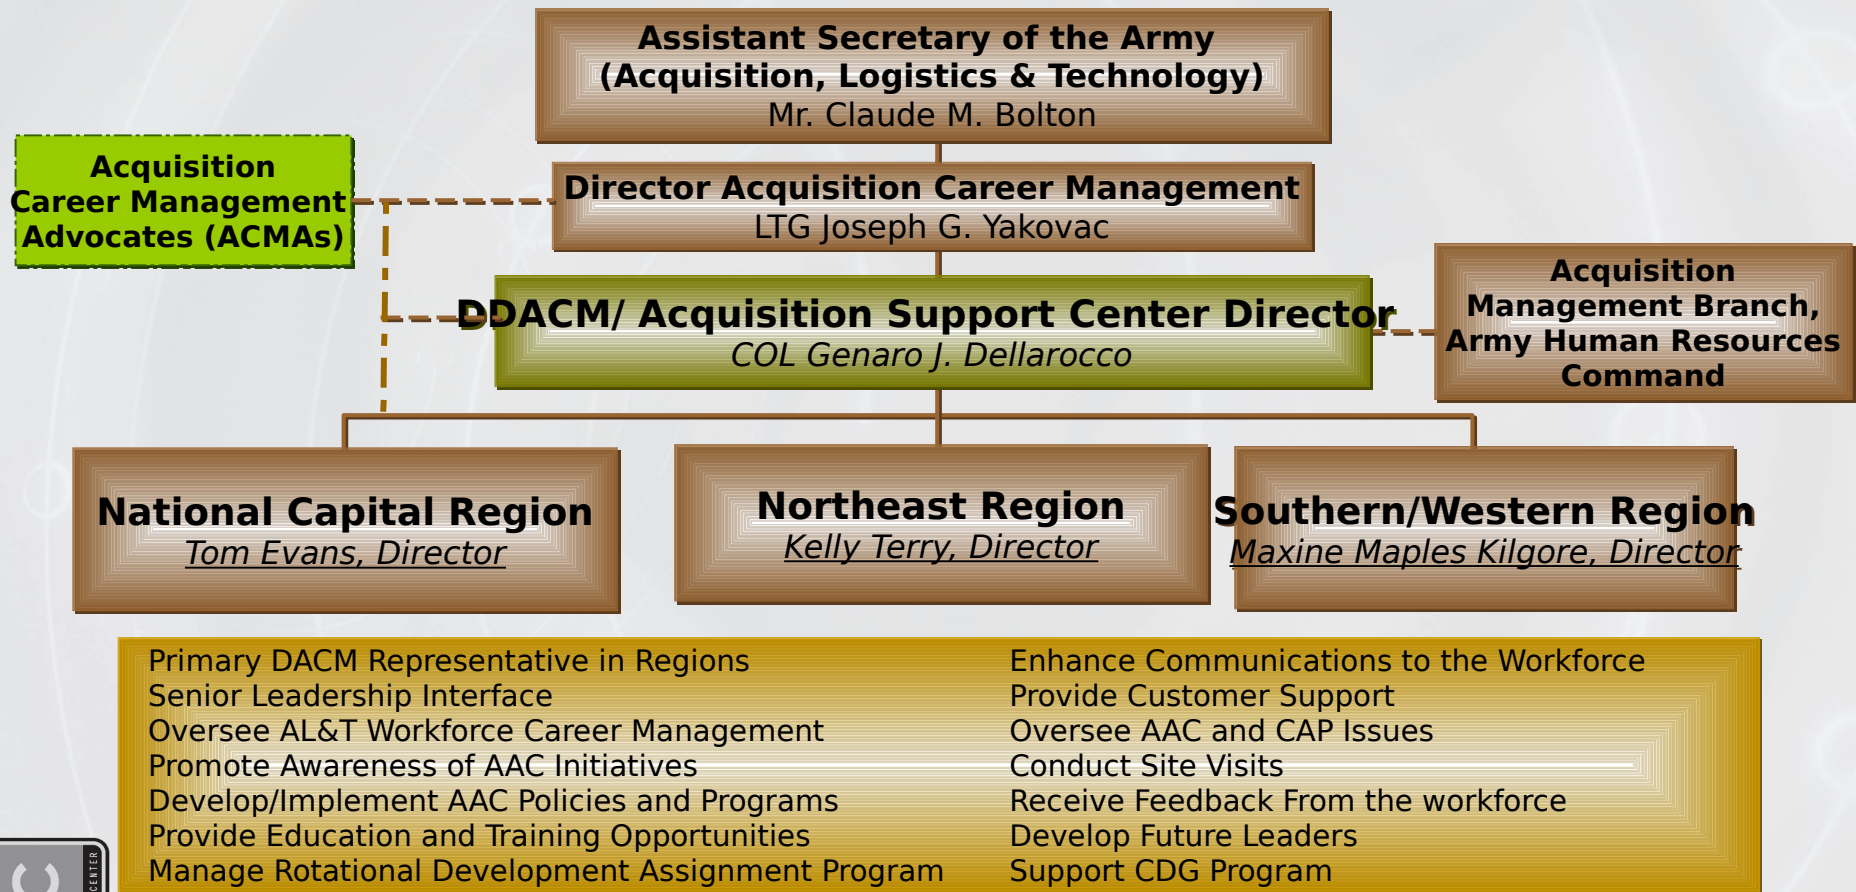 Assistant Secretary of the Army
(Acquisition, Logistics & Technology)
Mr. Claude M. Bolton
Acquisition
Career Management
Advocates (ACMAs)
Director Acquisition Career Management
LTG Joseph G. Yakovac
DDACM/ Acquisition Support Center Director
COL Genaro J. Dellarocco
Acquisition
Management Branch,
Army Human Resources
Command
National Capital Region
Tom Evans, Director
Northeast Region
Kelly Terry, Director
Southern/Western Region
Maxine Maples Kilgore, Director
Primary DACM Representative in Regions
Senior Leadership Interface
Oversee AL&T Workforce Career Management
Promote Awareness of AAC Initiatives
Develop/Implement AAC Policies and Programs
Provide Education and Training Opportunities
Manage Rotational Development Assignment Program
Enhance Communications to the Workforce
Provide Customer Support
Oversee AAC and CAP Issues
Conduct Site Visits
Receive Feedback From the workforce
Develop Future Leaders
Support CDG Program
CENTER